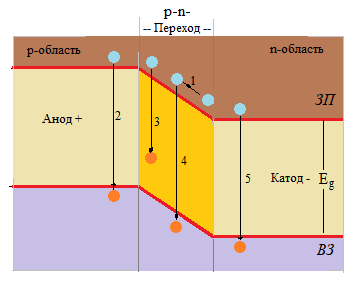 p-n-
-- Переход --
p-область
n-область
ЗП
1
Анод +
2
3
4
5
Катод -
Eg
ВЗ